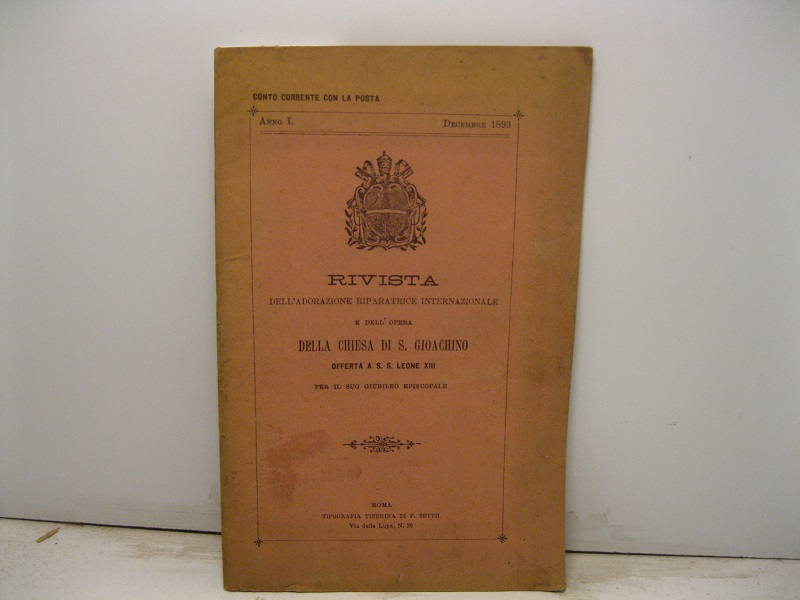 CONTO CORRENTE CON LA POSTA
ANNO I. DECEMBRE 1893
RIVISTA
DELL'ADORAZIONE RIPARATRICE INTERNAZIONALE
E DELL'OPERA
DELLA CHIESA DI S. GIOACHINO
OFFERTA A S. S. LEONE XIII
PER IL SUO GIUBILEO EPISCOPALE
ROMA
TIPOGRAFIA TIBERINA DI F. SETTH
Via della Lupa, N. 30